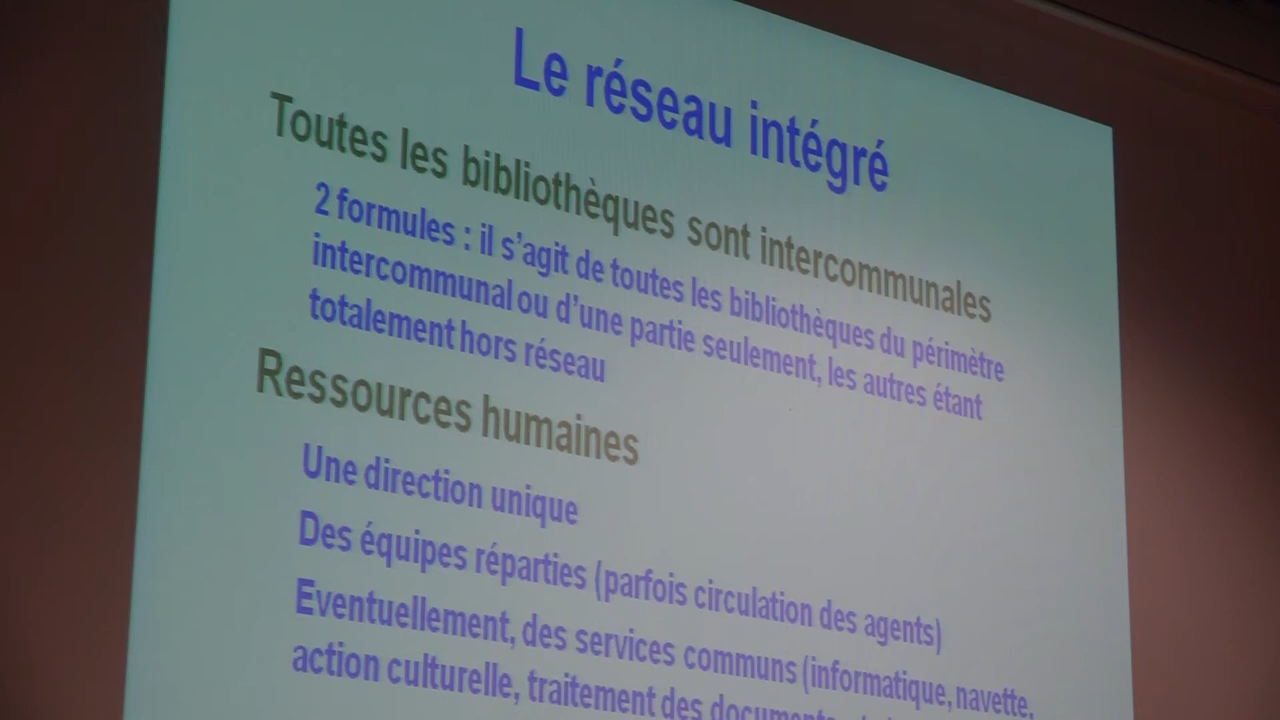 Le réseau intégré
Toutes les bibliothèques sont intercommunales
2 formules : il s’agit de toutes les bibliothèques du périmètre
intercommunal ou d’une partie seulement, les autres étant
totalement hors réseau
Ressources humaines
Une direction unique
Des équipes réparties (parfois circulation des agents)
Eventuellement, des services communs (informatique, navette,
action culturelle, traitement des documents